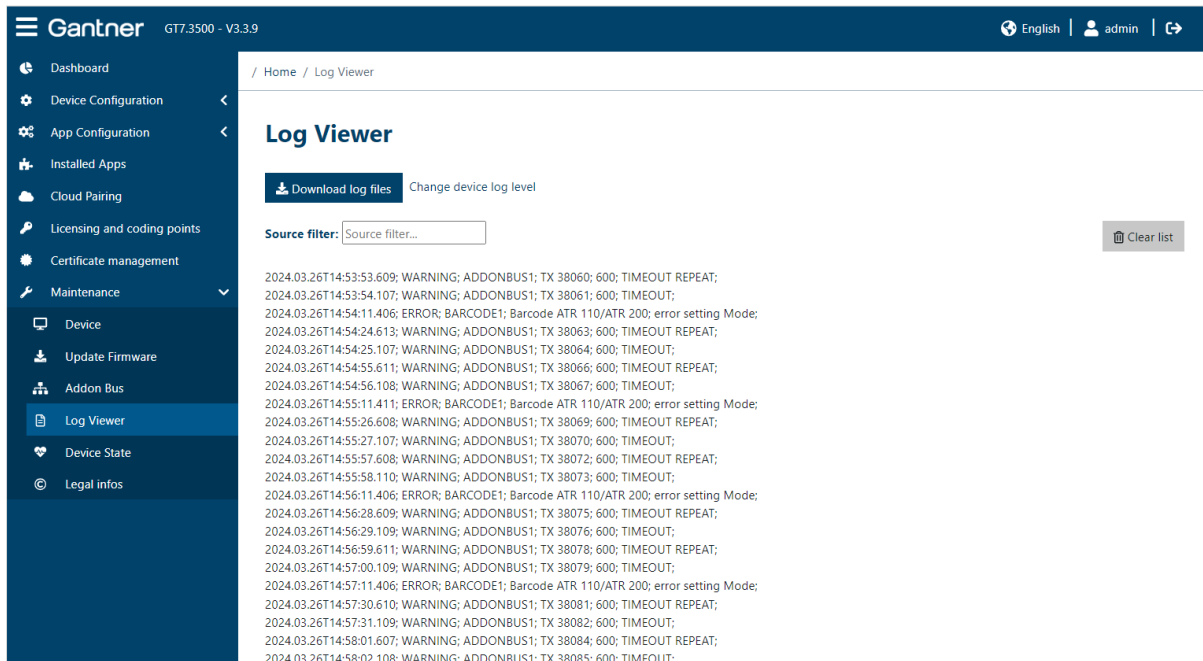 Gantner GT7.3500 - V3.3.9 English admin
Dashboard
Device Configuration
App Configuration
Installed Apps
Cloud Pairing
Licensing and coding points
Certificate management
Maintenance
Device
Update Firmware
Addon Bus
Log Viewer
Device State
Legal infos
/ Home / Log Viewer
Log Viewer
Download log files Change device log level
Source filter: Source filter... Clear list
2024.03.26T14:53:53.609; WARNING; ADDONBUS1; TX 38060; 600; TIMEOUT REPEAT;
2024.03.26T14:53:54.107; WARNING; ADDONBUS1; TX 38061; 600; TIMEOUT;
2024.03.26T14:54:11.406; ERROR; BARCODE1; Barcode ATR 110/ATR 200; error setting Mode;
2024.03.26T14:54:24.613; WARNING; ADDONBUS1; TX 38063; 600; TIMEOUT REPEAT;
2024.03.26T14:54:25.107; WARNING; ADDONBUS1; TX 38064; 600; TIMEOUT;
2024.03.26T14:54:55.611; WARNING; ADDONBUS1; TX 38066; 600; TIMEOUT REPEAT;
2024.03.26T14:54:56.108; WARNING; ADDONBUS1; TX 38067; 600; TIMEOUT;
2024.03.26T14:55:11.411; ERROR; BARCODE1; Barcode ATR 110/ATR 200; error setting Mode;
2024.03.26T14:55:26.608; WARNING; ADDONBUS1; TX 38069; 600; TIMEOUT REPEAT;
2024.03.26T14:55:27.107; WARNING; ADDONBUS1; TX 38070; 600; TIMEOUT;
2024.03.26T14:55:57.608; WARNING; ADDONBUS1; TX 38072; 600; TIMEOUT REPEAT;
2024.03.26T14:55:58.110; WARNING; ADDONBUS1; TX 38073; 600; TIMEOUT;
2024.03.26T14:56:11.406; ERROR; BARCODE1; Barcode ATR 110/ATR 200; error setting Mode;
2024.03.26T14:56:28.609; WARNING; ADDONBUS1; TX 38075; 600; TIMEOUT REPEAT;
2024.03.26T14:56:29.109; WARNING; ADDONBUS1; TX 38076; 600; TIMEOUT;
2024.03.26T14:56:59.611; WARNING; ADDONBUS1; TX 38078; 600; TIMEOUT REPEAT;
2024.03.26T14:57:00.109; WARNING; ADDONBUS1; TX 38079; 600; TIMEOUT;
2024.03.26T14:57:11.406; ERROR; BARCODE1; Barcode ATR 110/ATR 200; error setting Mode;
2024.03.26T14:57:30.610; WARNING; ADDONBUS1; TX 38081; 600; TIMEOUT REPEAT;
2024.03.26T14:57:31.109; WARNING; ADDONBUS1; TX 38082; 600; TIMEOUT;
2024.03.26T14:58:01.607; WARNING; ADDONBUS1; TX 38084; 600; TIMEOUT REPEAT;
2024.03.26T14:58:02.108; WARNING; ADDONBUS1; TX 38085; 600; TIMEOUT;